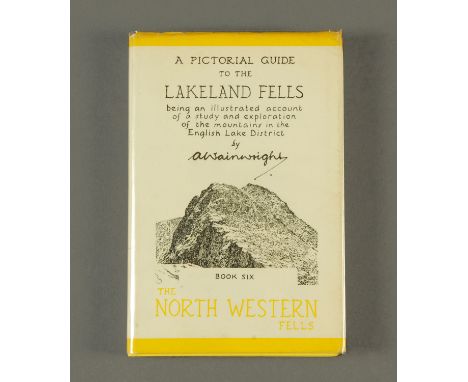 A PICTORIAL GUIDE
TO THE
LAKELAND FELLS
being an illustrated account
of a study and exploration
of the mountains in the
English Lake District
by
AWainwright
BOOK SIX
THE
NORTH WESTERN
FELLS